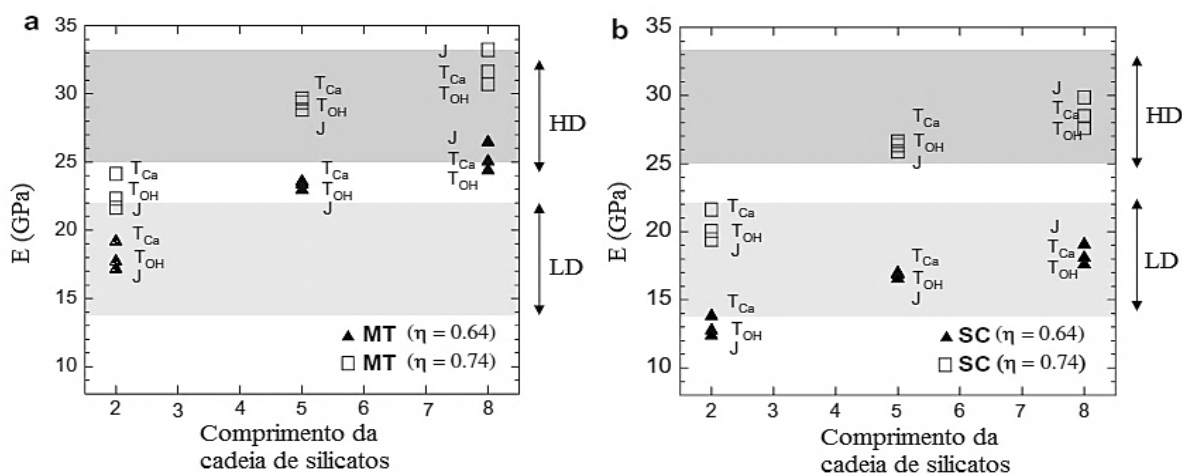 a
35
30
25
20
15
10
E (GPa)
J
T_Ca
T_OH
T_Ca
T_OH
J
J
T_Ca
T_OH
T_Ca
T_OH
J
T_Ca
T_OH
J
T_Ca
T_OH
J
HD
LD
▲ MT (η = 0.64)
□ MT (η = 0.74)
2 3 4 5 6 7 8
Comprimento da
cadeia de silicatos
b
35
30
25
20
15
10
E (GPa)
J
T_Ca
T_OH
T_Ca
T_OH
J
T_Ca
T_OH
J
J
T_Ca
T_OH
T_Ca
T_OH
J
T_Ca
T_OH
J
HD
LD
▲ SC (η = 0.64)
□ SC (η = 0.74)
2 3 4 5 6 7 8
Comprimento da
cadeia de silicatos